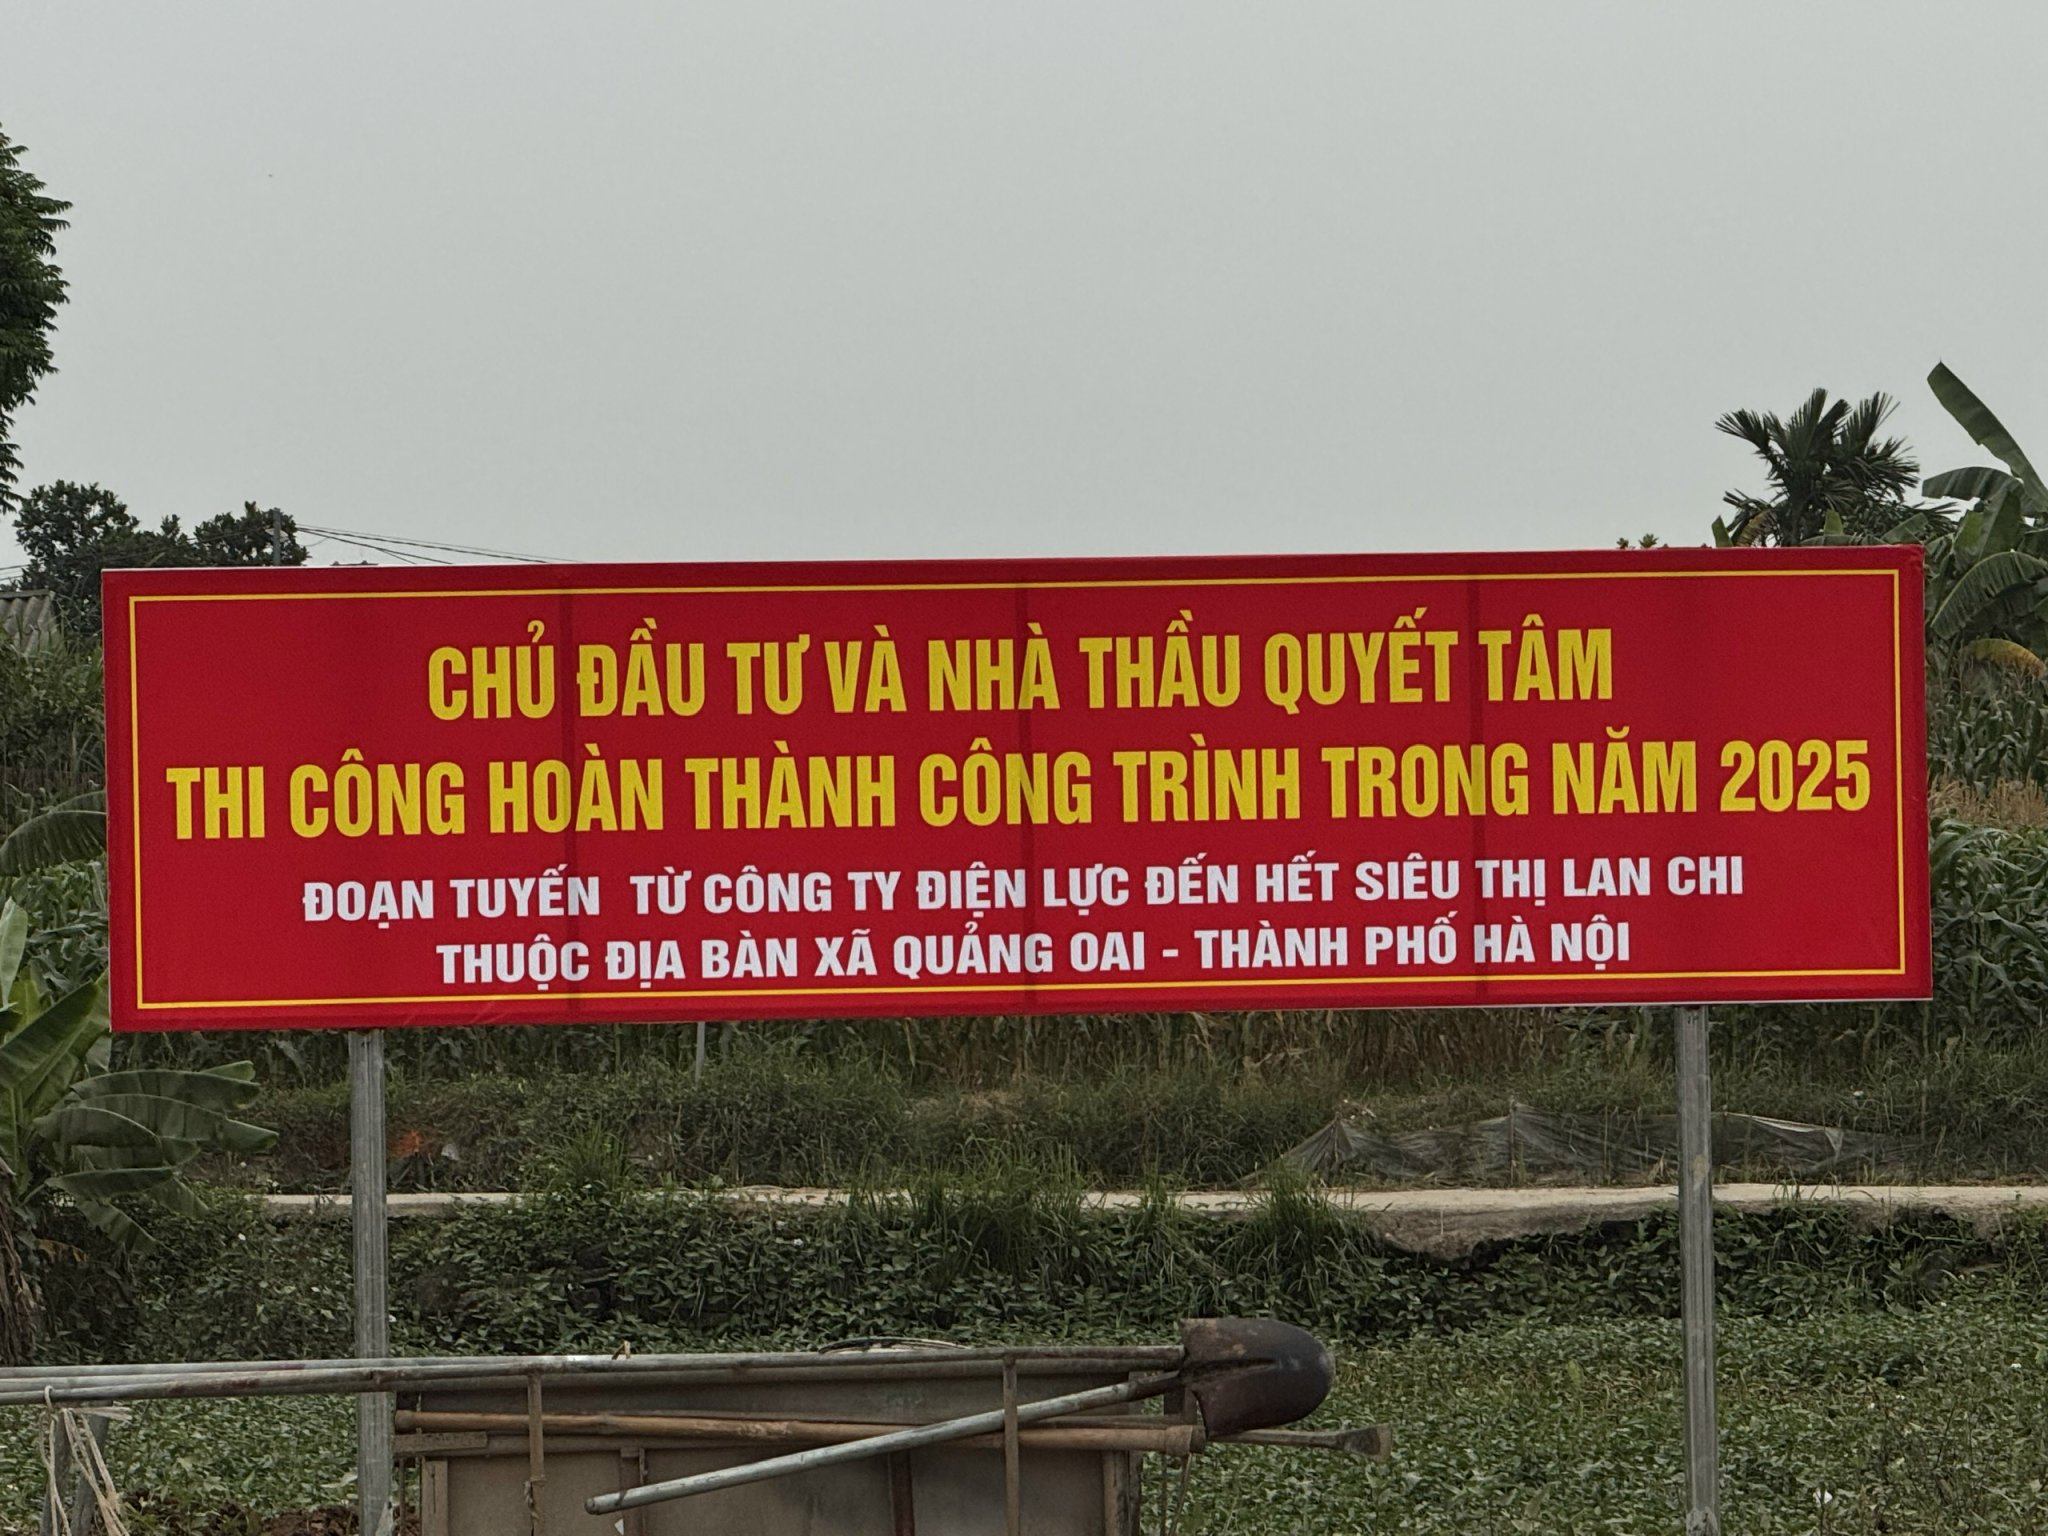 CHỦ ĐẦU TƯ VÀ NHÀ THẦU QUYẾT TÂM
THI CÔNG HOÀN THÀNH CÔNG TRÌNH TRONG NĂM 2025
ĐOẠN TUYẾN TỪ CÔNG TY ĐIỆN LỰC ĐẾN HẾT SIÊU THỊ LAN CHI
THUỘC ĐỊA BÀN XÃ QUẢNG OAI - THÀNH PHỐ HÀ NỘI